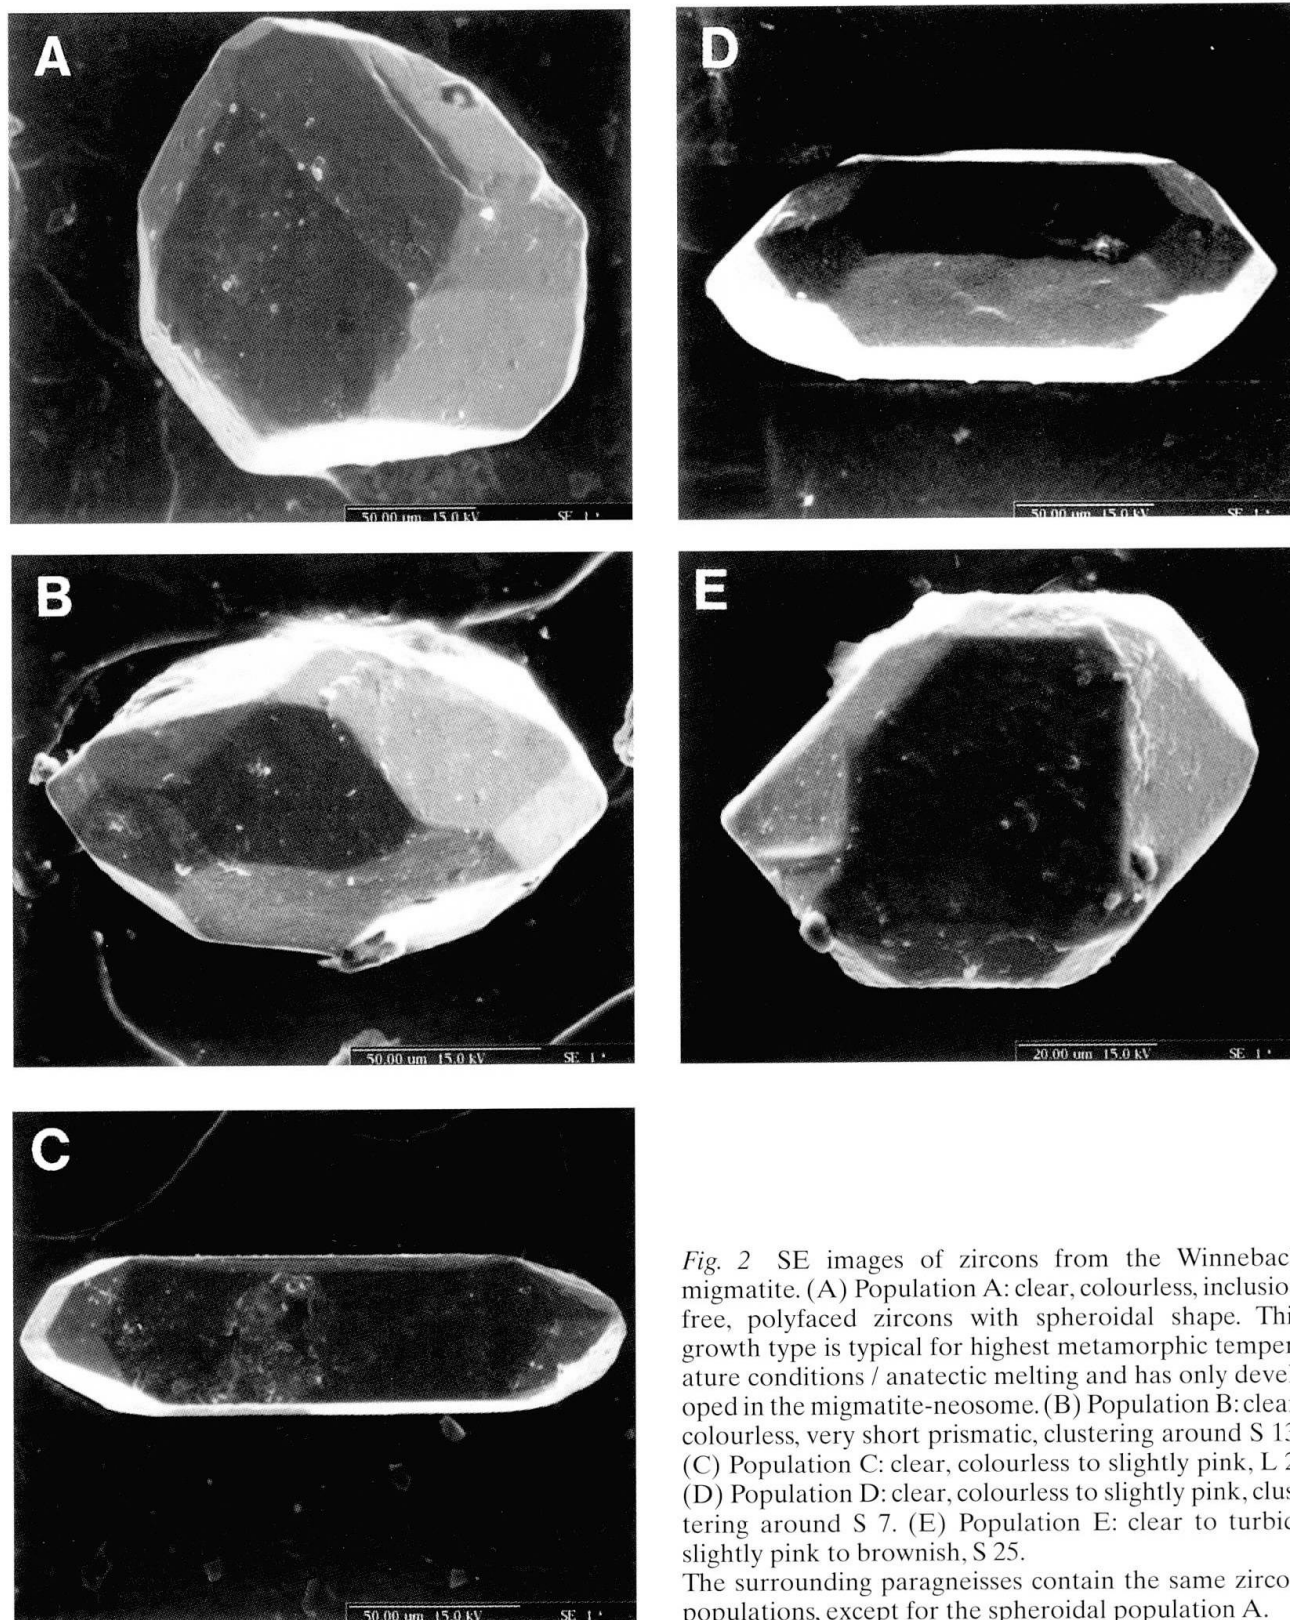 A
50.00 um 15.0 kV SE 1
D
50.00 um 15.0 kV SE 1
B
50.00 um 15.0 kV SE 1
E
20.00 um 15.0 kV SE 1
C
50.00 um 15.0 kV SE 1
Fig. 2 SE images of zircons from the Winnebac
migmatite. (A) Population A: clear, colourless, inclusio
free, polyfaced zircons with spheroidal shape. Thi
growth type is typical for highest metamorphic temper
ature conditions / anatectic melting and has only devel
oped in the migmatite-neosome. (B) Population B: clea
colourless, very short prismatic, clustering around S 13
(C) Population C: clear, colourless to slightly pink, L 2
(D) Population D: clear, colourless to slightly pink, clus
tering around S 7. (E) Population E: clear to turbid
slightly pink to brownish, S 25.
The surrounding paragneisses contain the same zirco
populations, except for the spheroidal population A.